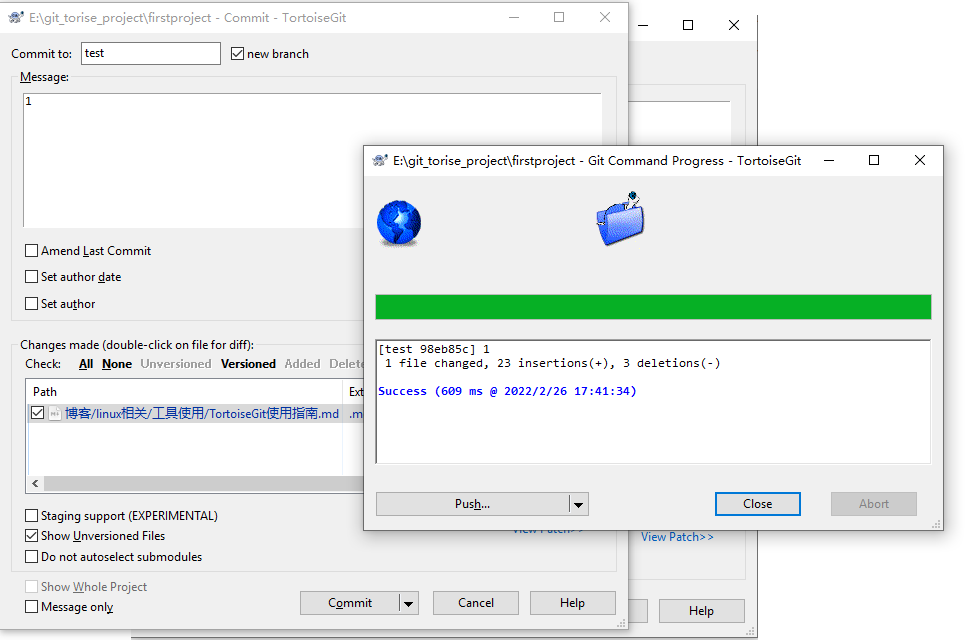 E:\git_torise_project\firstproject - Commit - TortoiseGit
Commit to: test new branch
Message:
1
Amend Last Commit
Set author date
Set author
Changes made (double-click on file for diff):
Check: All None Unversioned Versioned Added
Path
博客/linux相关/工具使用/TortoiseGit使用指南.md .m
Staging support (EXPERIMENTAL)
Show Unversioned Files
Do not autoselect submodules
Show Whole Project
Message only
Commit Cancel Help
E:\git_torise_project\firstproject - Git Command Progress - TortoiseGit
[test 98eb85c] 1
1 file changed, 23 insertions(+), 3 deletions(-)
Success (609 ms @ 2022/2/26 17:41:34)
Push... Close Abort
View Patch>>
View Patch>>
Help